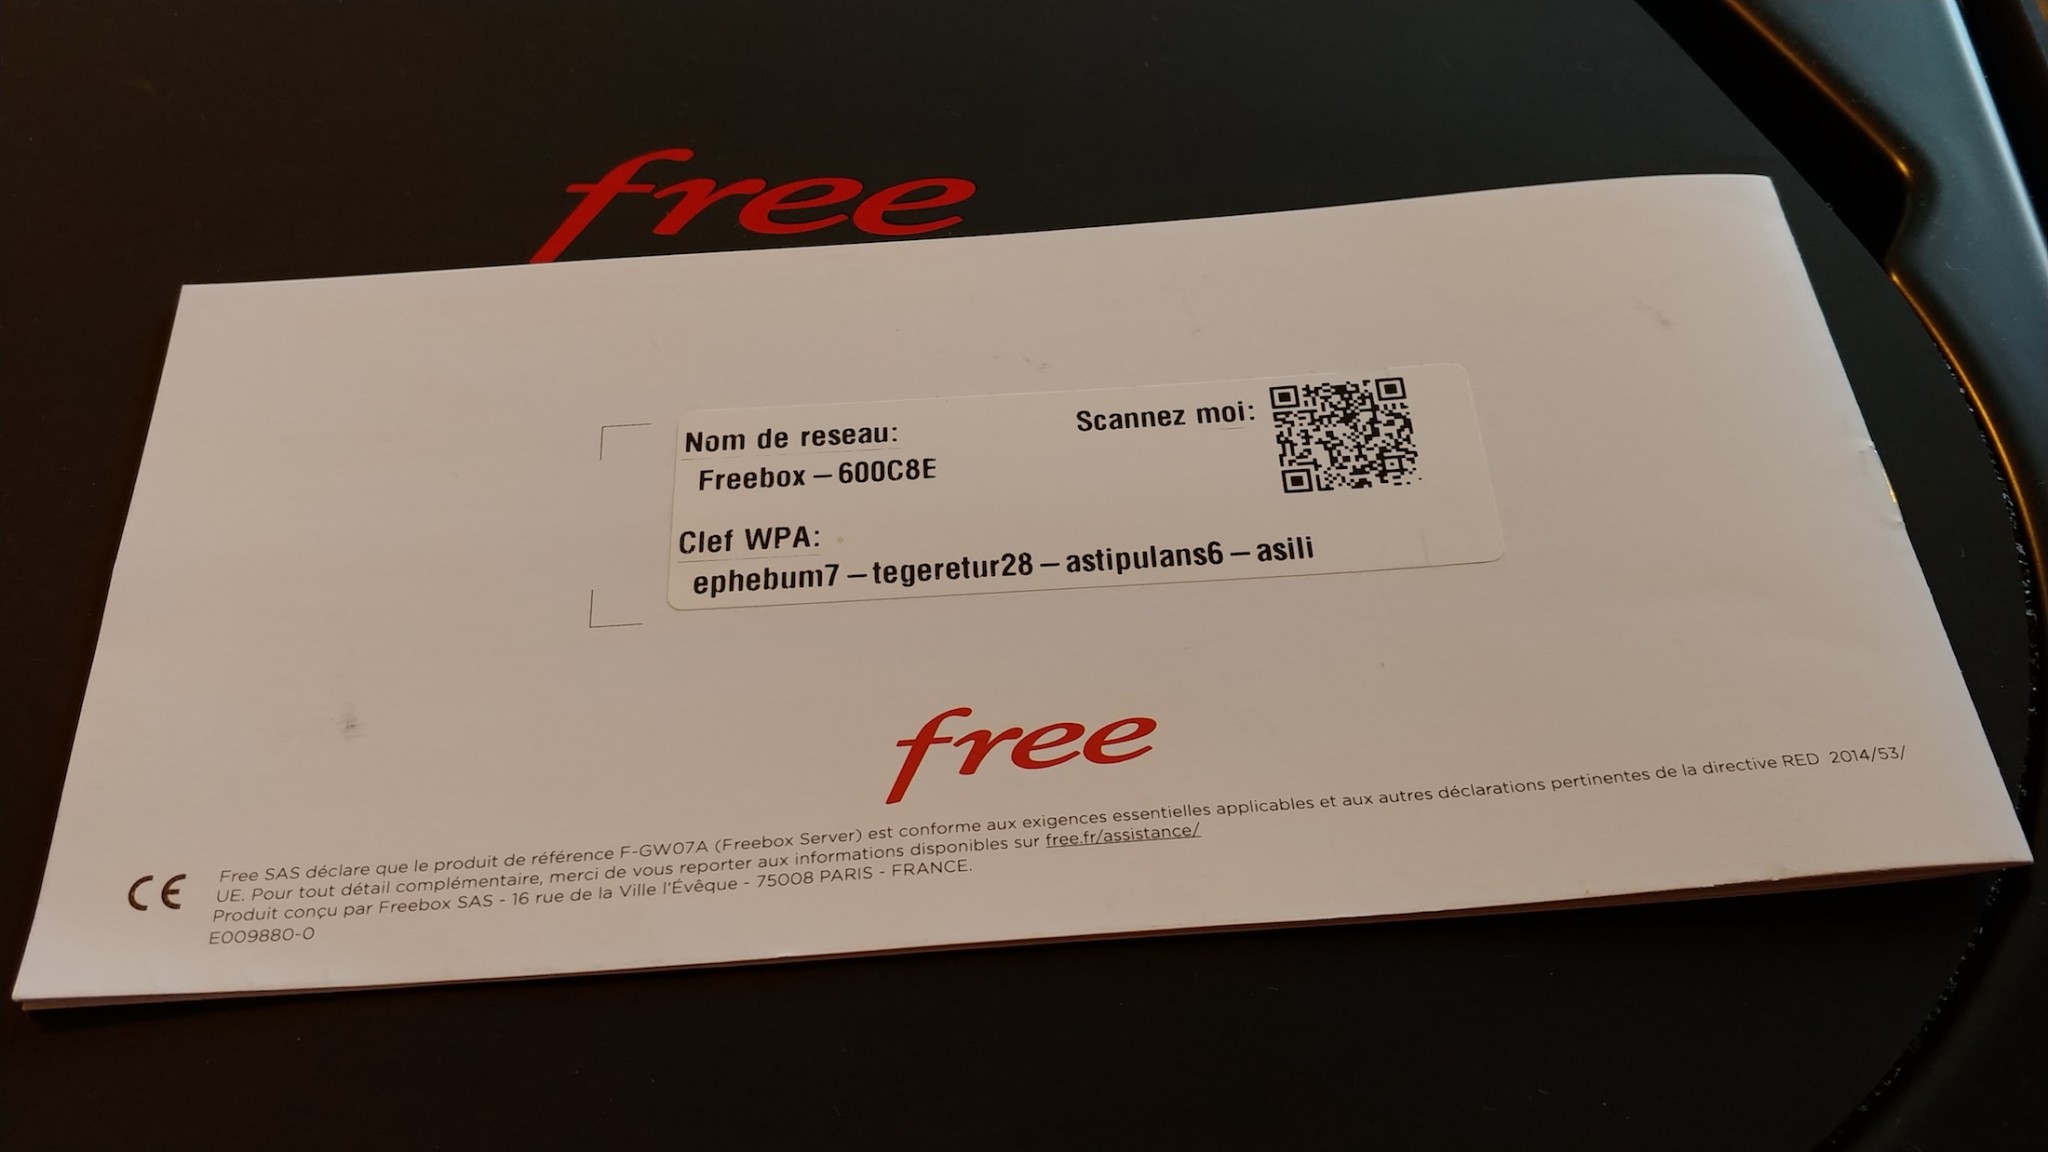 free
Nom de reseau:
Scannez moi:
Freebox – 600C8E
Clef WPA:
ephebum7 – tegeretur28 – astipulans6 – asili
free
CE
Free SAS déclare que le produit de référence F-GW07A (Freebox Server) est conforme aux exigences essentielles applicables et aux autres déclarations pertinentes de la directive RED 2014/53/
UE. Pour tout détail complémentaire, merci de vous reporter aux informations disponibles sur free.fr/assistance/
Produit conçu par Freebox SAS - 16 rue de la Ville l'Évêque - 75008 PARIS - FRANCE.
E009880-0